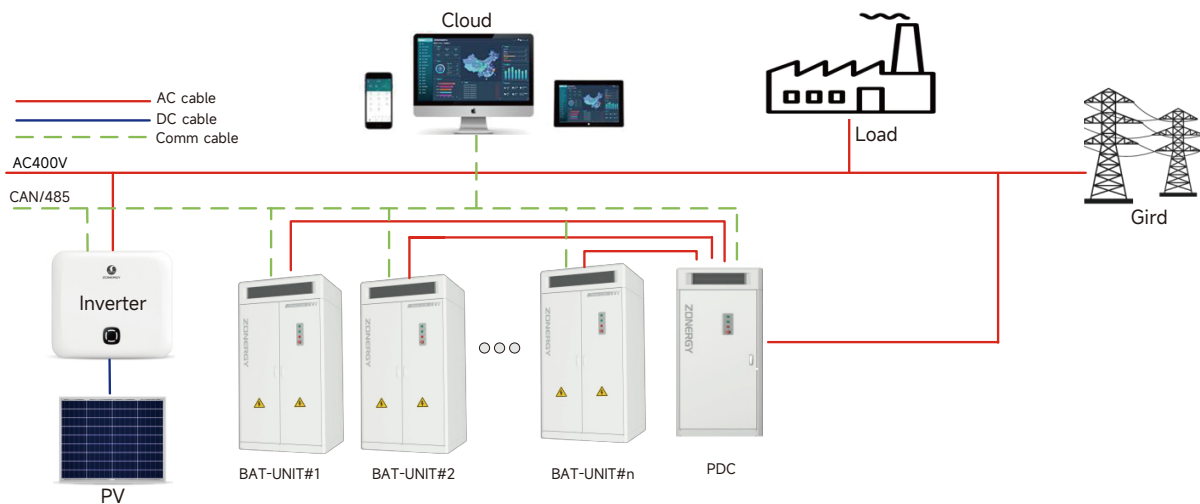 Cloud
AC cable
DC cable
Comm cable
Load
AC400V
CAN/485
Gird
ZONERGY
Inverter
ZONERGY
ZONERGY
ZONERGY
ZONERGY
BAT-UNIT#1
BAT-UNIT#2
BAT-UNIT#n
PDC
PV